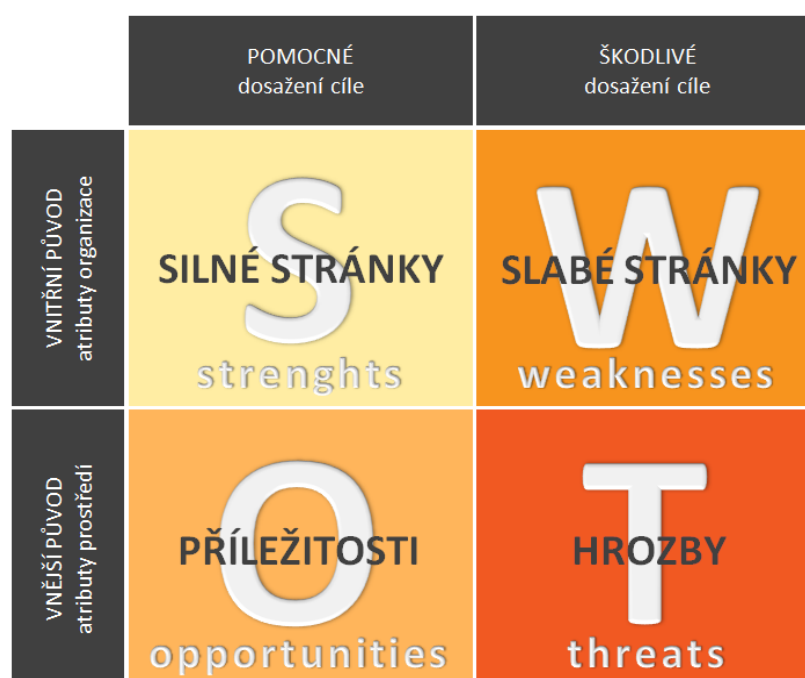 POMOCNÉ
dosažení cíle
ŠKODLIVÉ
dosažení cíle
VNITŘNÍ PŮVOD
atributy organizace
S
SILNÉ STRÁNKY
strenghts
W
SLABÉ STRÁNKY
weaknesses
VNĚJŠÍ PŮVOD
atributy prostředí
O
PŘÍLEŽITOSTI
opportunities
T
HROZBY
threats